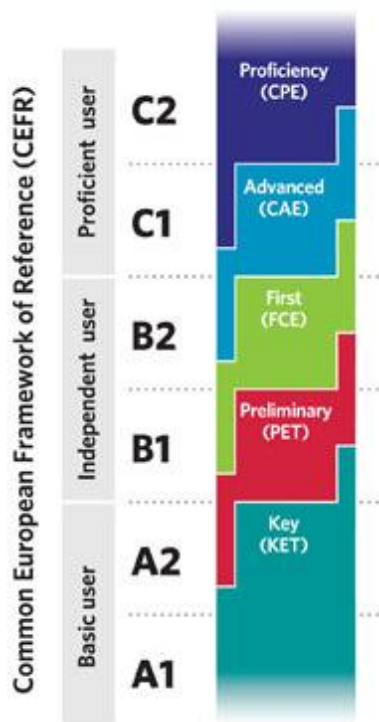 Common European Framework of Reference (CEFR)
Proficient user
Independent user
Basic user
C2
C1
B2
B1
A2
A1
Proficiency
(CPE)
Advanced
(CAE)
First
(FCE)
Preliminary
(PET)
Key
(KET)